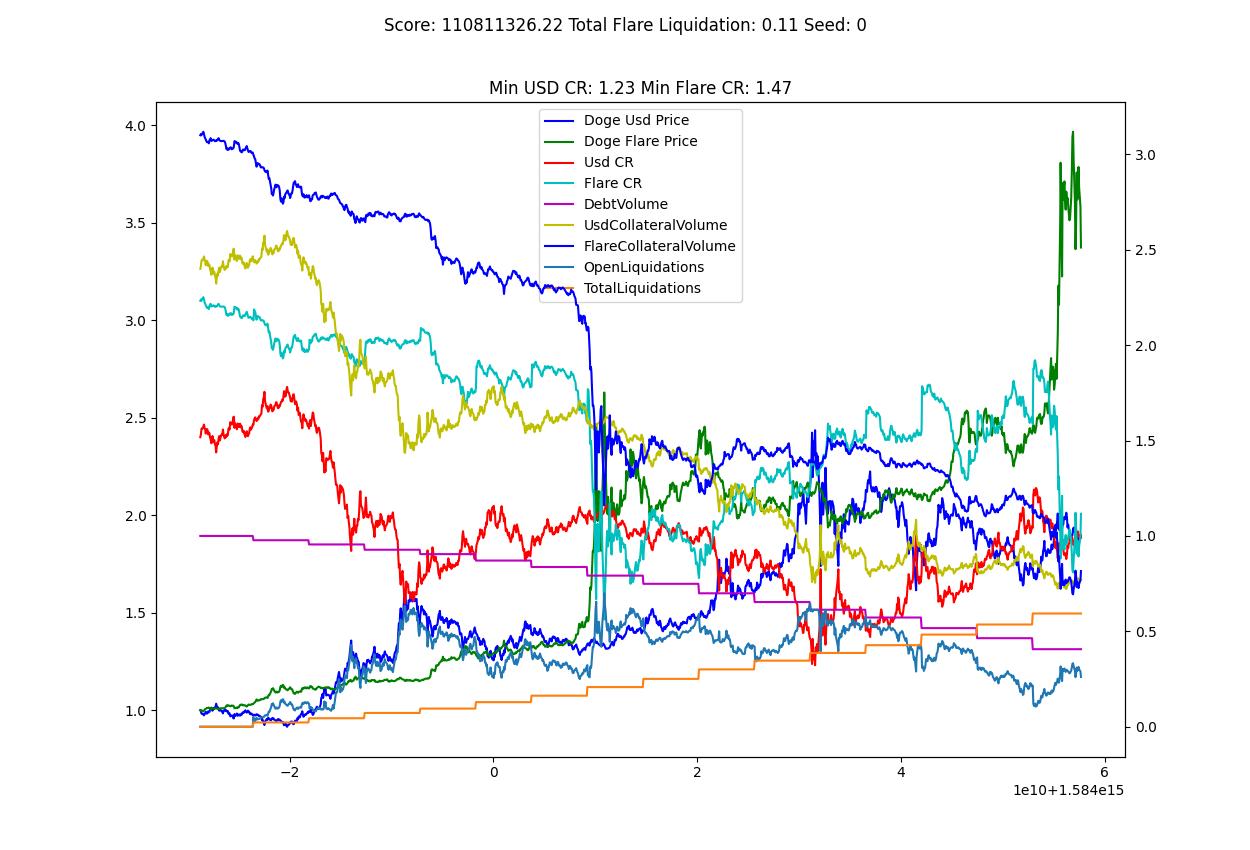 Score: 110811326.22 Total Flare Liquidation: 0.11 Seed: 0
Min USD CR: 1.23 Min Flare CR: 1.47
Doge Usd Price
Doge Flare Price
Usd CR
Flare CR
DebtVolume
UsdCollateralVolume
FlareCollateralVolume
OpenLiquidations
TotalLiquidations
4.0
3.5
3.0
2.5
2.0
1.5
1.0
3.0
2.5
2.0
1.5
1.0
0.5
0.0
−2 0 2 4 6
1e10+1.584e15